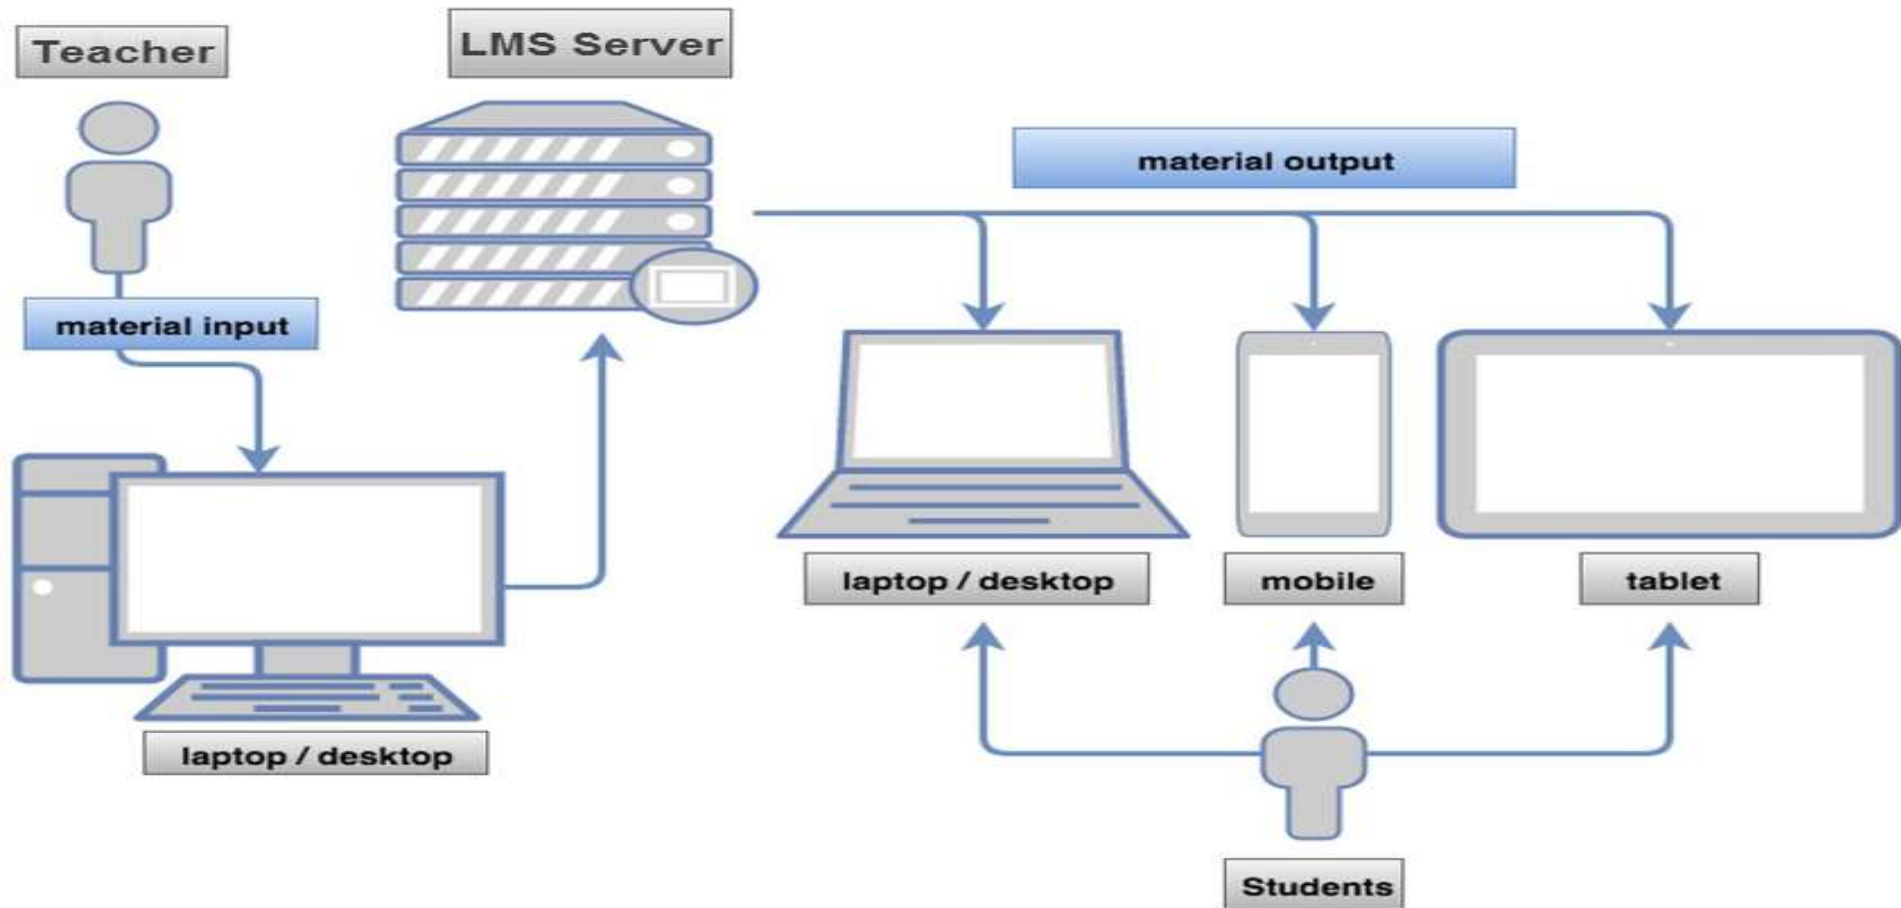 Teacher
LMS Server
material output
material input
laptop / desktop
mobile
tablet
laptop / desktop
Students